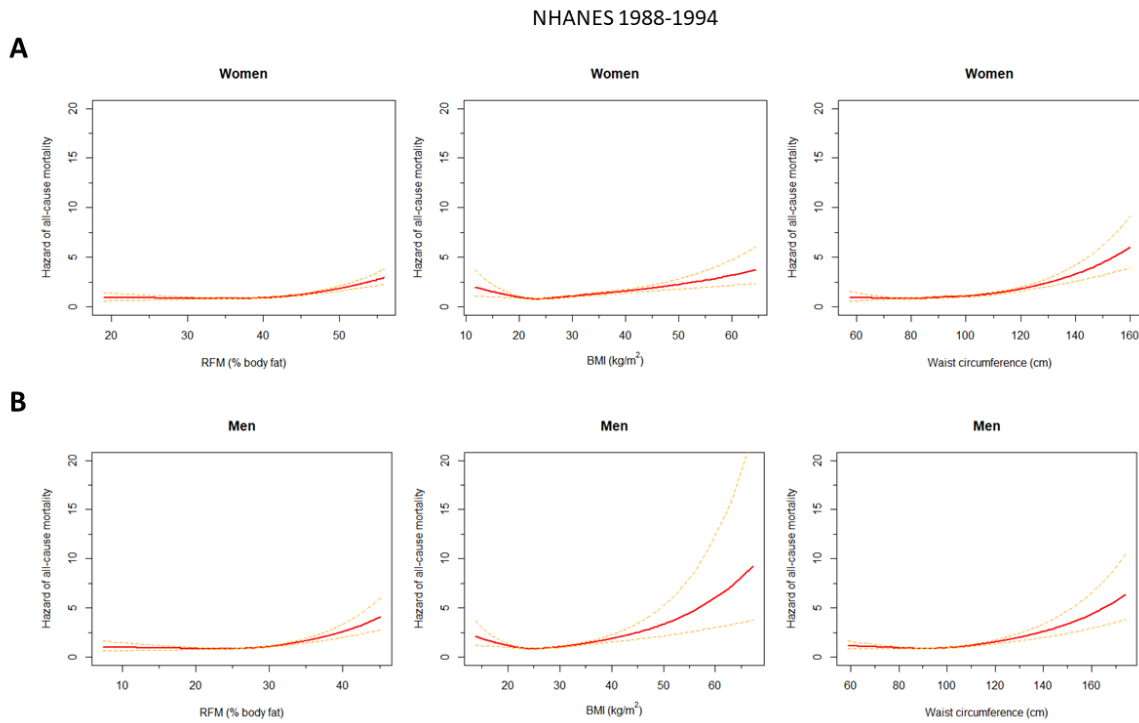 NHANES 1988-1994
A
Women
Hazard of all-cause mortality
20
15
10
5
0
20 30 40 50
RFM (% body fat)
Women
Hazard of all-cause mortality
20
15
10
5
0
10 20 30 40 50 60
BMI (kg/m²)
Women
Hazard of all-cause mortality
20
15
10
5
0
60 80 100 120 140 160
Waist circumference (cm)
B
Men
Hazard of all-cause mortality
20
15
10
5
0
10 20 30 40
RFM (% body fat)
Men
Hazard of all-cause mortality
20
15
10
5
0
20 30 40 50 60
BMI (kg/m²)
Men
Hazard of all-cause mortality
20
15
10
5
0
60 80 100 120 140 160
Waist circumference (cm)